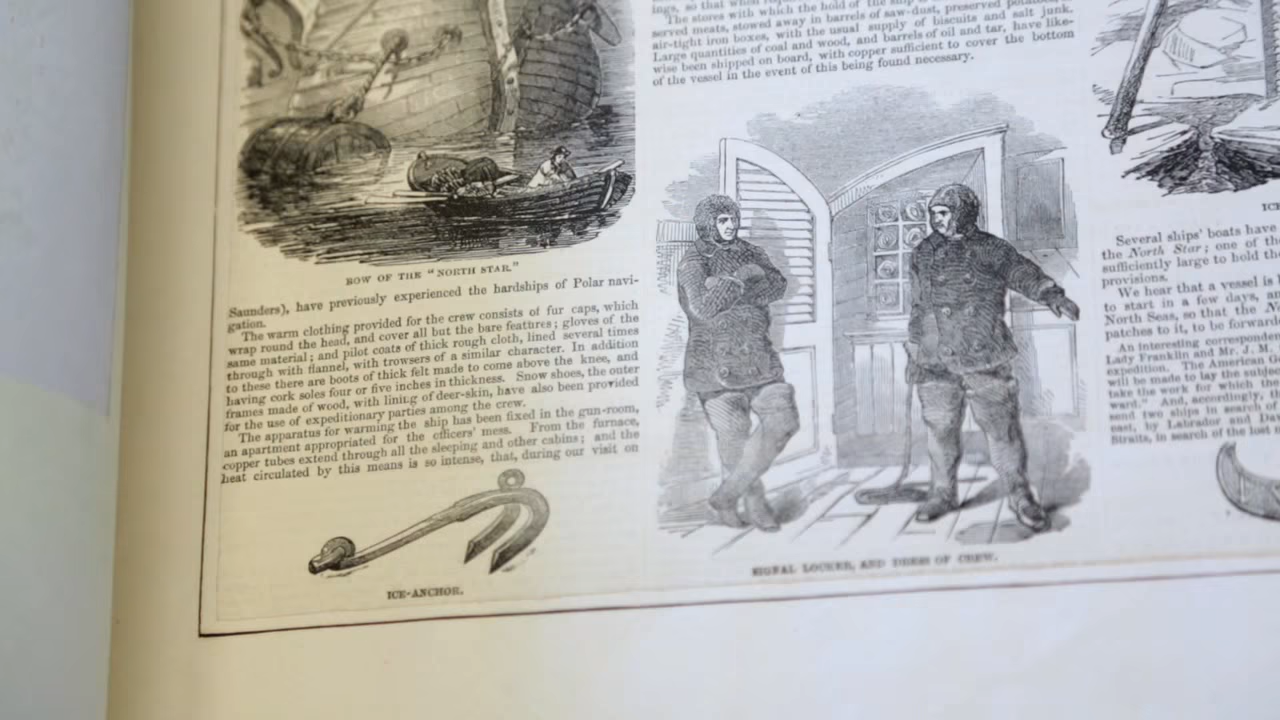 BOW OF THE "NORTH STAR."
Saunders), have previously experienced the hardships of Polar navi-
gation.
The warm clothing provided for the crew consists of fur caps, which
wrap round the head, and cover all but the bare features; gloves of the
same material; and pilot coats of thick rough cloth, lined several times
through with flannel, with trowsers of a similar character. In addition
to these there are boots of thick felt made to come above the knee, and
having cork soles four or five inches in thickness. Snow shoes, the outer
frames made of wood, with lining of deer-skin, have also been provided
for the use of expeditionary parties among the crew.
The apparatus for warming the ship has been fixed in the gun-room,
an apartment appropriated for the officers' mess. From the furnace,
copper tubes extend through all the sleeping and other cabins; and the
heat circulated by this means is so intense, that, during our visit on
ICE-ANCHOR.
ings, so that when
The stores with which the hold of the ship is
served meats, stowed away in barrels of saw-dust, preserved potatoes,
air-tight iron boxes, with the usual supply of biscuits and salt junk.
Large quantities of coal and wood, and barrels of oil and tar, have like-
wise been shipped on board, with copper sufficient to cover the bottom
of the vessel in the event of this being found necessary.
SIGNAL LOCKER, AND DRESS OF CREW.
ICE
Several ships' boats have
the North Star; one of
sufficiently large to hold the
provisions.
We hear that a vessel is
to start in a few days, an
North Seas, so that the N
patches to it, to be forward
An interesting corresponden
Lady Franklin and Mr. J. M.
expedition. The American G
will be made to lay the subjec
take the work for which th
ward." And, accordingly, th
send two ships in search of
east, by Labrador and Da
Straits, in search of the lost